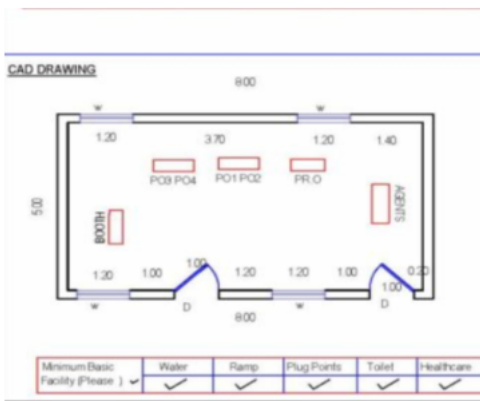 CAD DRAWING
8.00
w w
1.20 3.70 1.20 1.40
PO3 PO4 PO1 PO2 PR.O
AGENTS
5.00
BOOTH
1.20 1.00 1.00 1.20 1.20 1.00 1.00 0.20
w D w D
8.00
Minimum Basic Water Ramp Plug Points Toilet Healthcare
Facility (Please ) ✓ ✓ ✓ ✓ ✓ ✓